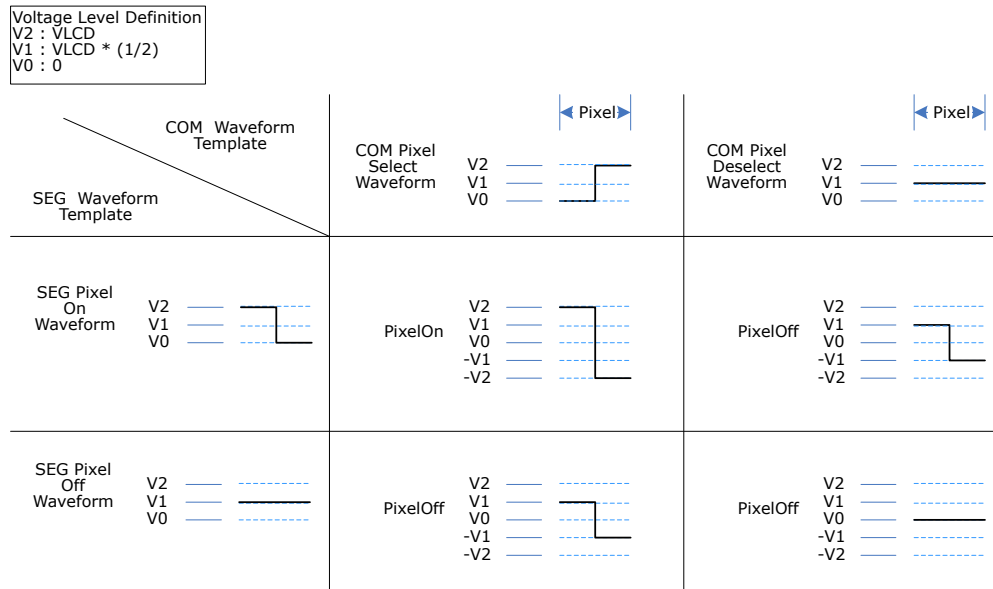 Voltage Level Definition
V2 : VLCD
V1 : VLCD * (1/2)
V0 : 0
COM Waveform
Template
SEG Waveform
Template
Pixel
COM Pixel
Select
Waveform
V2
V1
V0
Pixel
COM Pixel
Deselect
Waveform
V2
V1
V0
SEG Pixel
On
Waveform
V2
V1
V0
PixelOn
V2
V1
V0
-V1
-V2
PixelOff
V2
V1
V0
-V1
-V2
SEG Pixel
Off
Waveform
V2
V1
V0
PixelOff
V2
V1
V0
-V1
-V2
PixelOff
V2
V1
V0
-V1
-V2